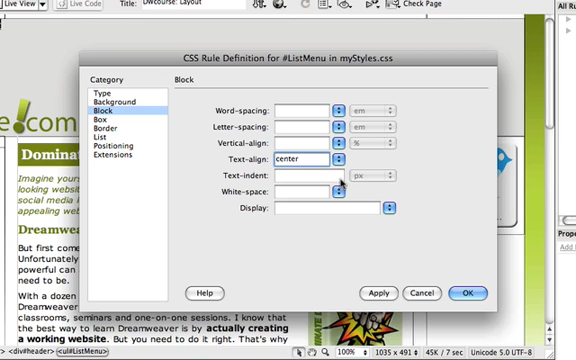 Live View Title: DWcourse: Layout Check Page All Ru
CSS Rule Definition for #ListMenu in myStyles.css
Category Block
Type
Background
Block
Box
Border
List
Positioning
Extensions
Word-spacing: em
Letter-spacing: em
Vertical-align: %
Text-align: center
Text-indent: px
White-space:
Display:
Help Apply Cancel OK
e!com
Dominat
Imagine yours
looking websit
social media l
appealing web
Dreamweav
But first come
Unfortunately
powerful can
need to be.
With a dozen
Dreamweaver
classrooms, seminars and one-on-one sessions. I know that
the best way to learn Dreamweaver is by actually creating
a working website. But you need to do it right. That's why
Prope
<div#header> <ul#ListMenu> 100% 1035 x 491 45K / 7 sec Unicode 5.0 UTF-8